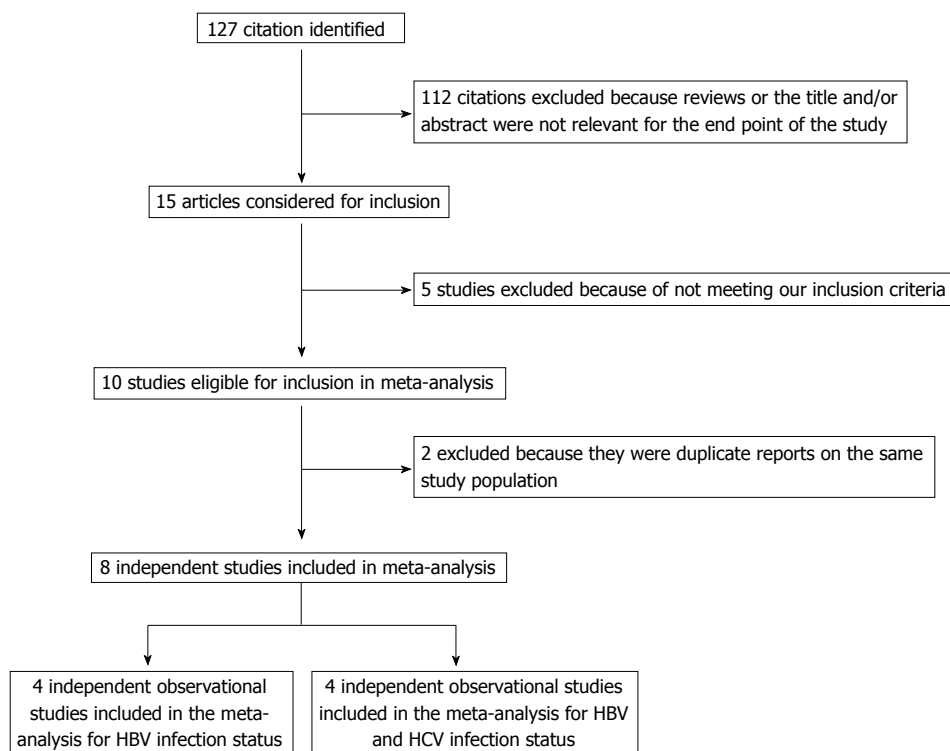 127 citation identified
112 citations excluded because reviews or the title and/or
abstract were not relevant for the end point of the study
15 articles considered for inclusion
5 studies excluded because of not meeting our inclusion criteria
10 studies eligible for inclusion in meta-analysis
2 excluded because they were duplicate reports on the same
study population
8 independent studies included in meta-analysis
4 independent observational
studies included in the meta-
analysis for HBV infection status
4 independent observational studies
included in the meta-analysis for HBV
and HCV infection status